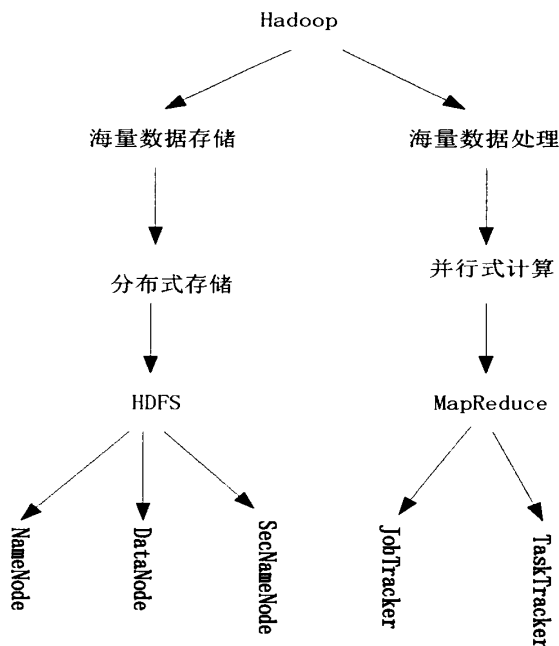 Hadoop
海量数据存储
海量数据处理
分布式存储
并行式计算
HDFS
MapReduce
NameNode
DataNode
SecNameNode
JobTracker
TaskTracker